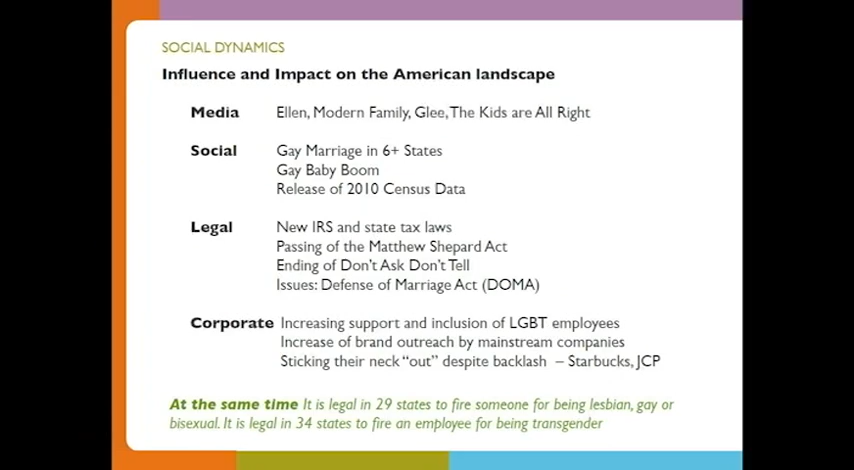 SOCIAL DYNAMICS
Influence and Impact on the American landscape
Media Ellen, Modern Family, Glee, The Kids are All Right
Social Gay Marriage in 6+ States
Gay Baby Boom
Release of 2010 Census Data
Legal New IRS and state tax laws
Passing of the Matthew Shepard Act
Ending of Don't Ask Don't Tell
Issues: Defense of Marriage Act (DOMA)
Corporate Increasing support and inclusion of LGBT employees
Increase of brand outreach by mainstream companies
Sticking their neck “out” despite backlash – Starbucks, JCP
At the same time It is legal in 29 states to fire someone for being lesbian, gay or
bisexual. It is legal in 34 states to fire an employee for being transgender